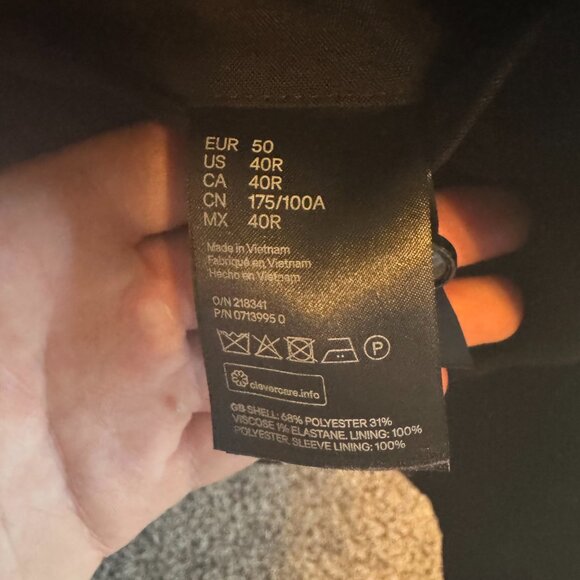 EUR 50
US 40R
CA 40R
CN 175/100A
MX 40R
Made in Vietnam
Fabriqué en Vietnam
Hecho en Vietnam
O/N 218341
P/N 0713995 0
P
clevercare.info
GB SHELL: 68% POLYESTER 31%
VISCOSE 1% ELASTANE. LINING: 100%
POLYESTER. SLEEVE LINING: 100%